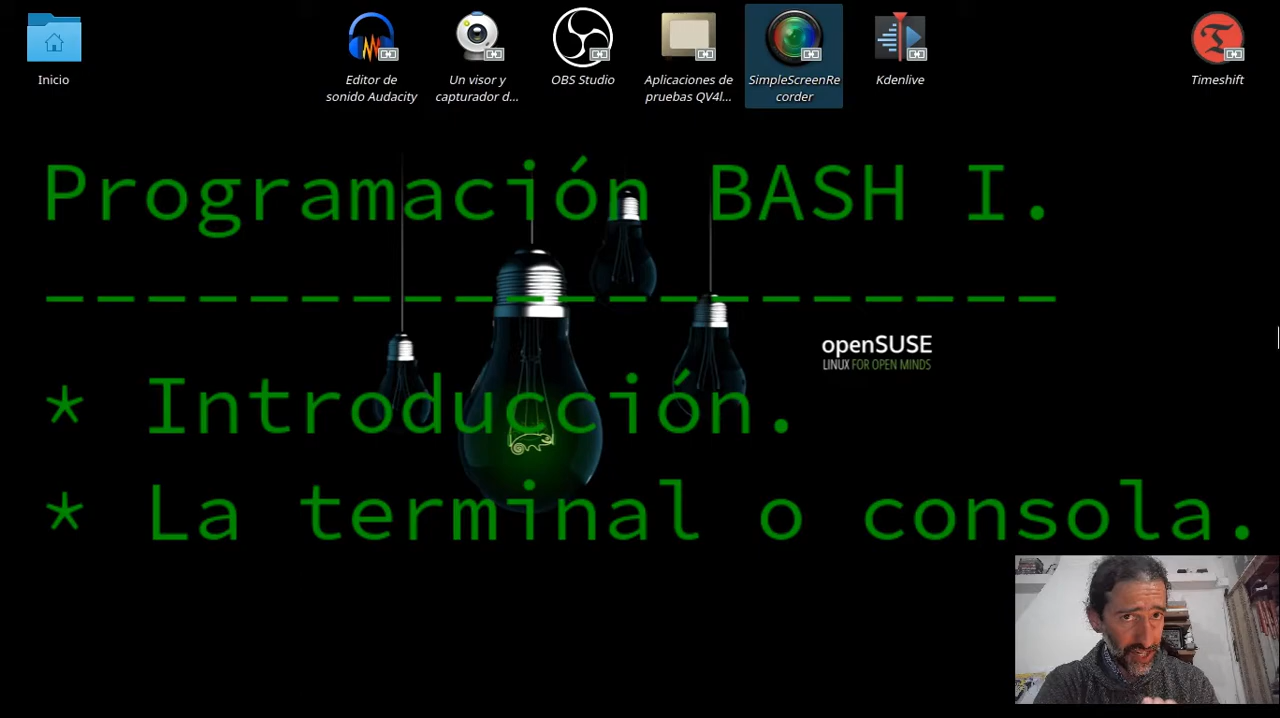 Inicio
Editor de
sonido Audacity
Un visor y
capturador d...
OBS Studio
Aplicaciones de
pruebas QV4l...
SimpleScreenRe
corder
Kdenlive
Timeshift
Programación BASH I.
--------------------
* Introducción.
openSUSE
LINUX FOR OPEN MINDS
* La terminal o consola.